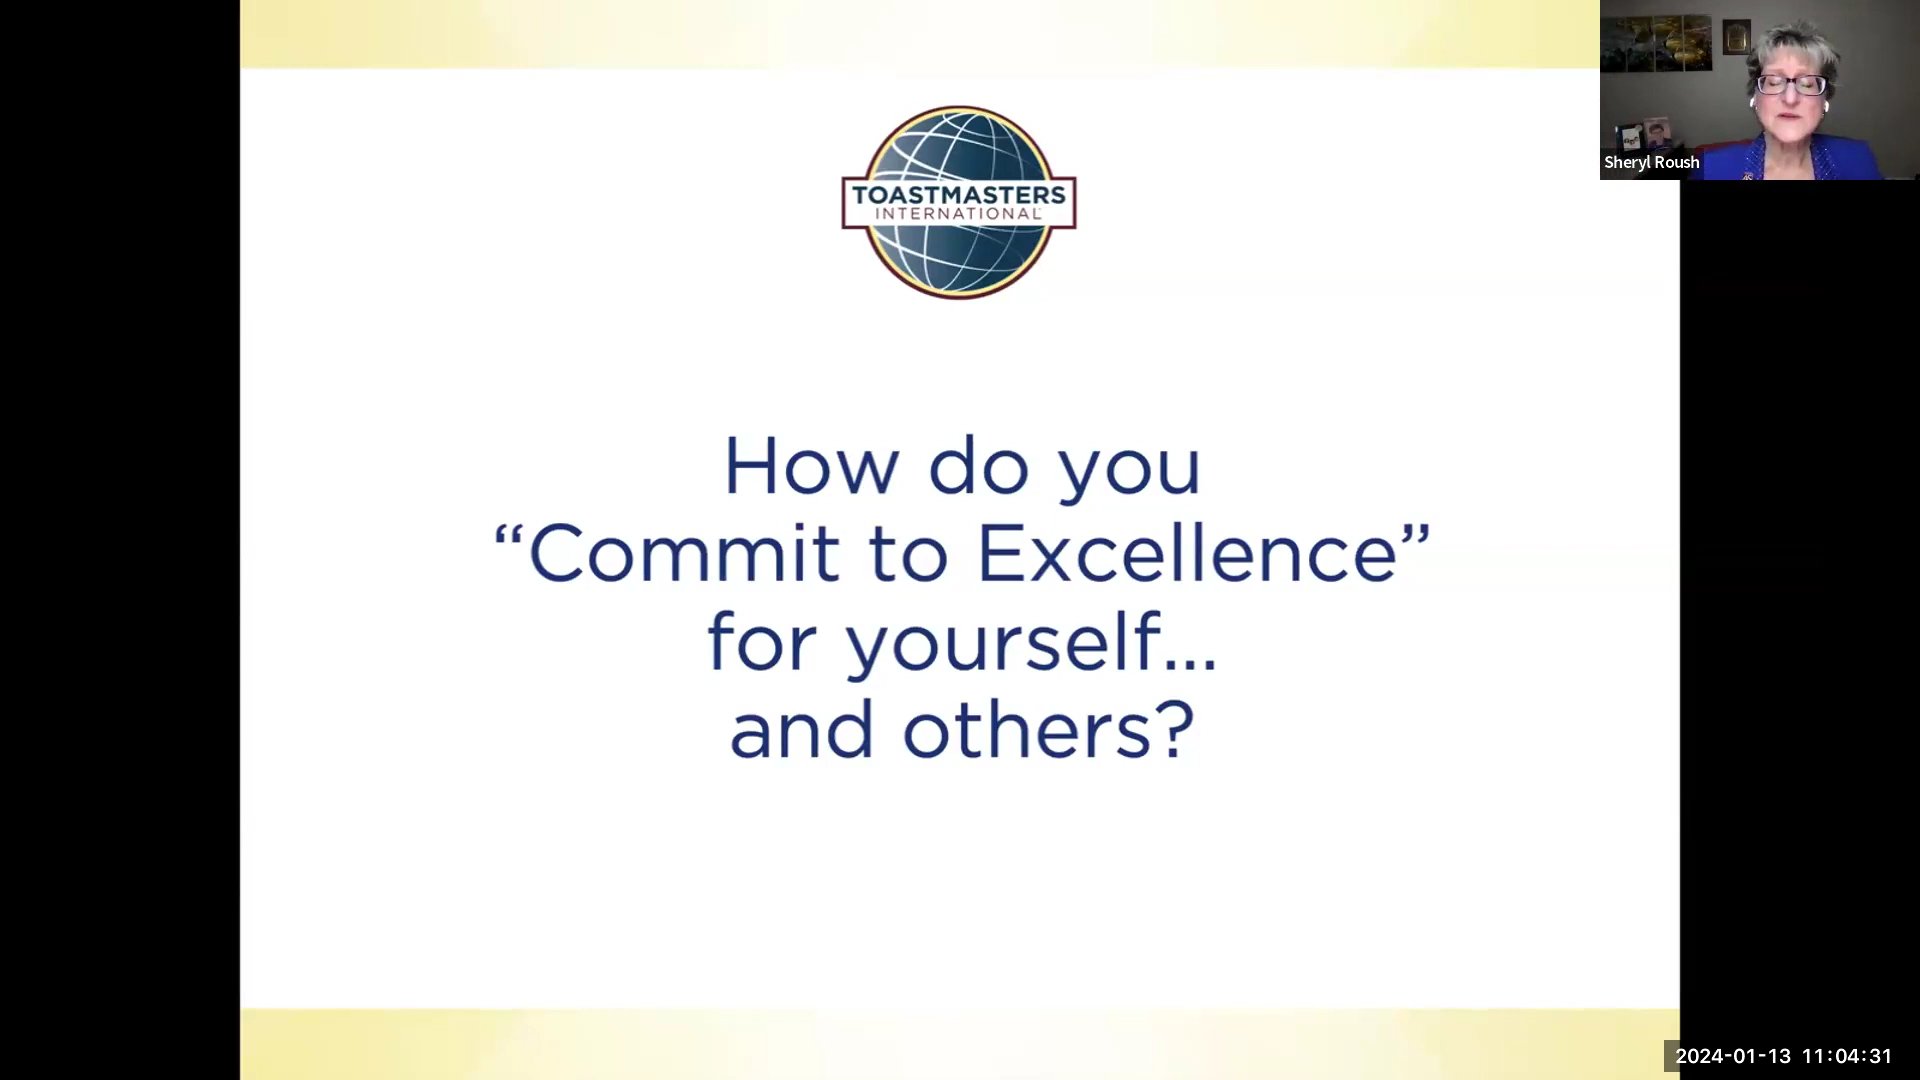 TOASTMASTERS
INTERNATIONAL
Sheryl Roush
How do you
“Commit to Excellence”
for yourself...
and others?
2024-01-13 11:04:31